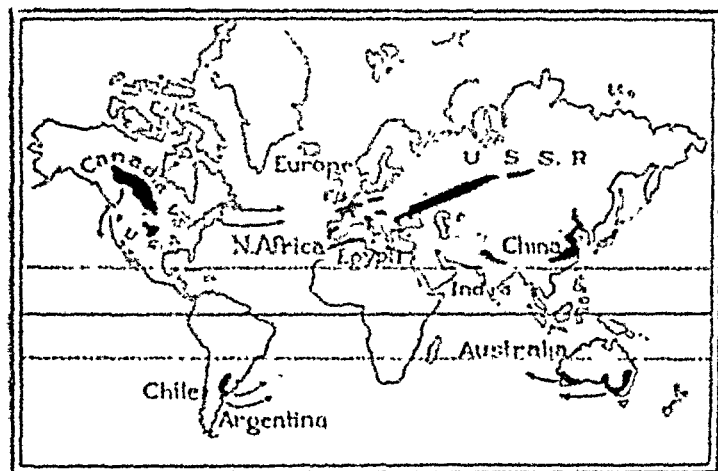 Canada
Europe
U. S. S. R
N. Africa
Egypt
China
India
Australia
Chile
Argentina